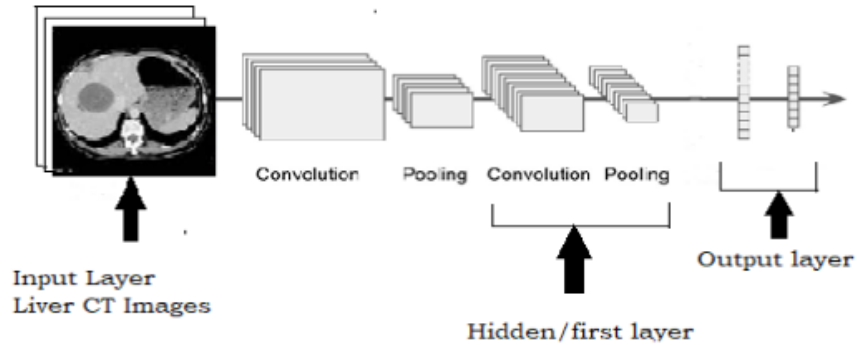 Convolution
Pooling
Convolution
Pooling
Input Layer
Liver CT Images
Hidden/first layer
Output layer